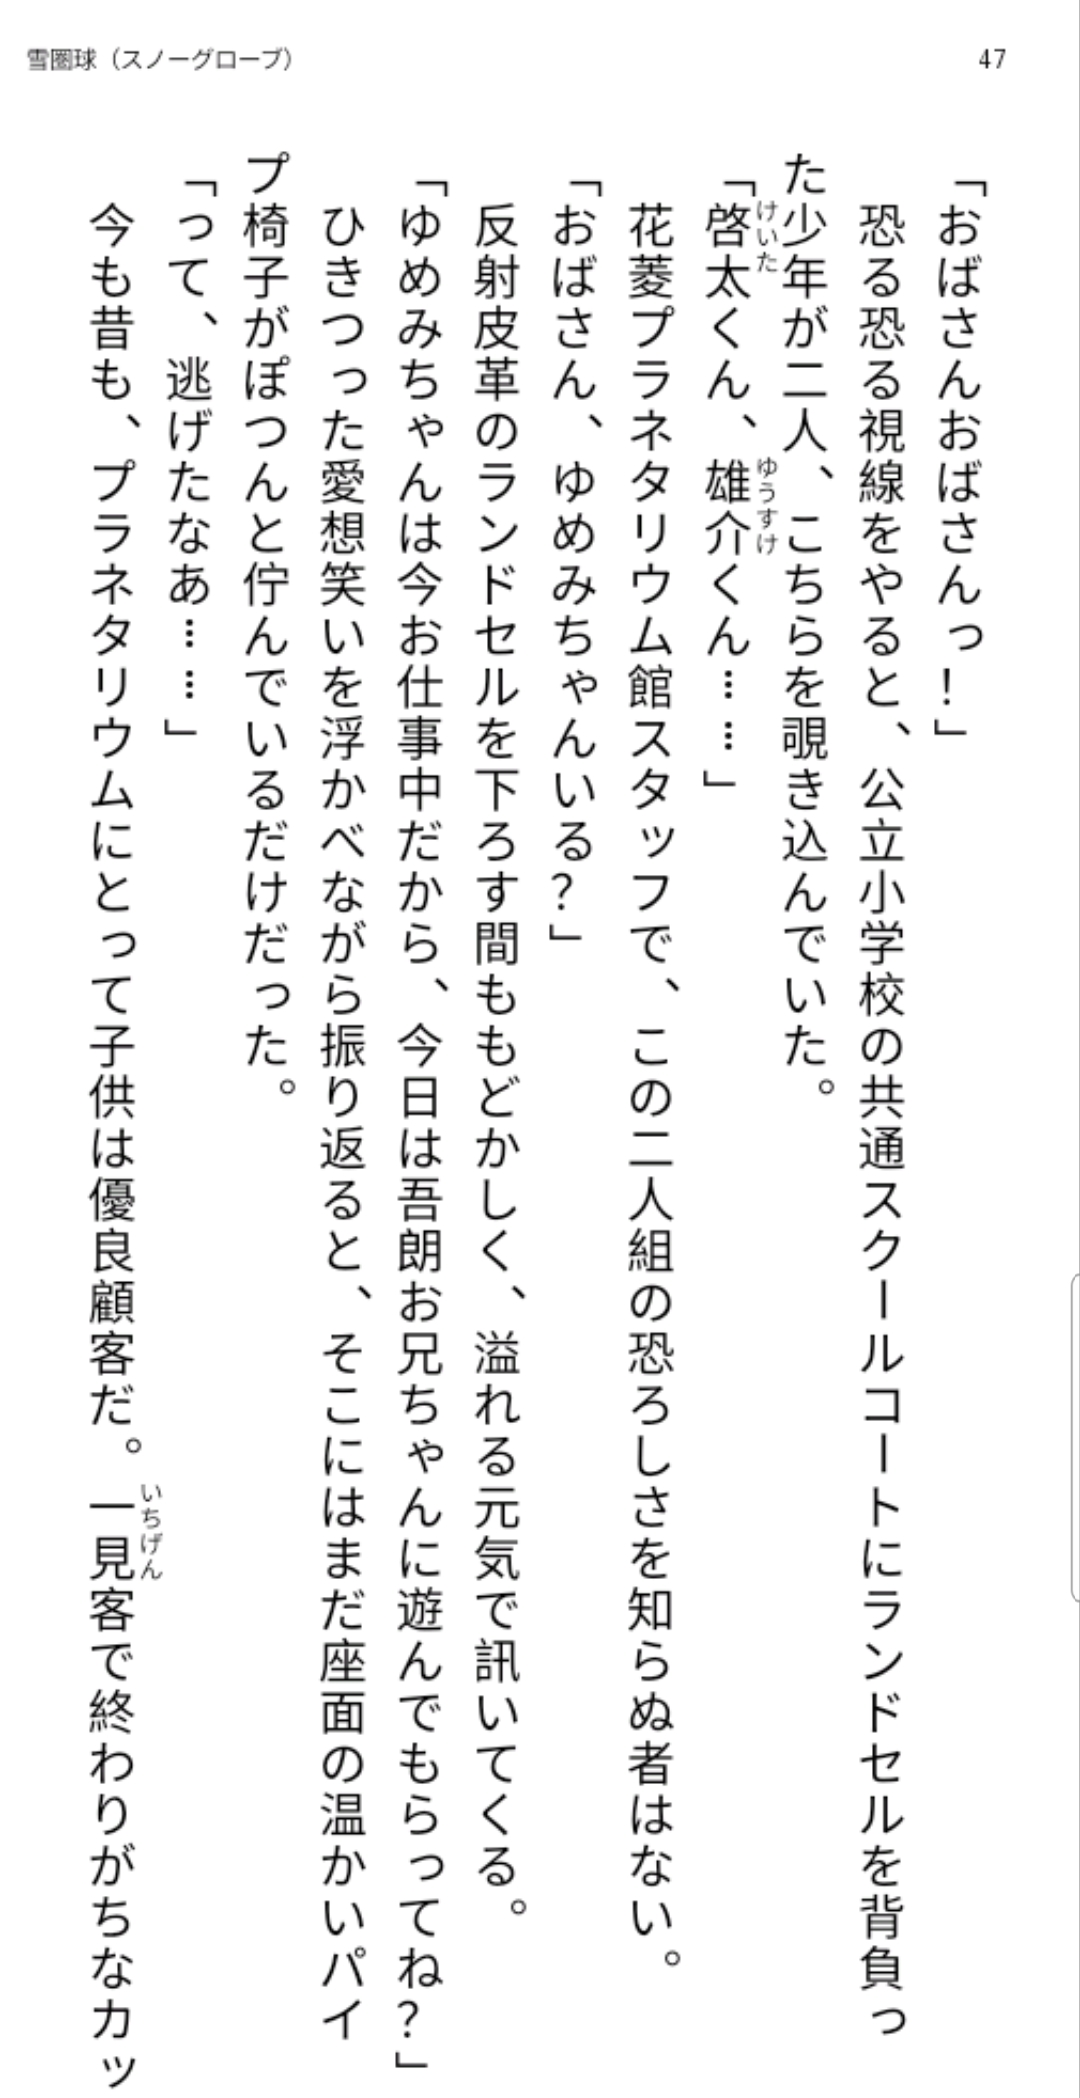 雪圏球（スノーグローブ）
47
「おばさんおばさんっ！」
　恐る恐る視線をやると、公立小学校の共通スクールコートにランドセルを背負っ
た少年が二人、こちらを覗き込んでいた。
けいた
ゆうすけ
「啓太くん、雄介くん……」
　花菱プラネタリウム館スタッフで、この二人組の恐ろしさを知らぬ者はない。
「おばさん、ゆめみちゃんいる？」
　反射皮革のランドセルを下ろす間ももどかしく、溢れる元気で訊いてくる。
「ゆめみちゃんは今お仕事中だから、今日は吾朗お兄ちゃんに遊んでもらってね？」
　ひきつった愛想笑いを浮かべながら振り返ると、そこにはまだ座面の温かいパイ
プ椅子がぽつんと佇んでいるだけだった。
「って、逃げたなあ……」
いちげん
　今も昔も、プラネタリウムにとって子供は優良顧客だ。一見客で終わりがちなカッ